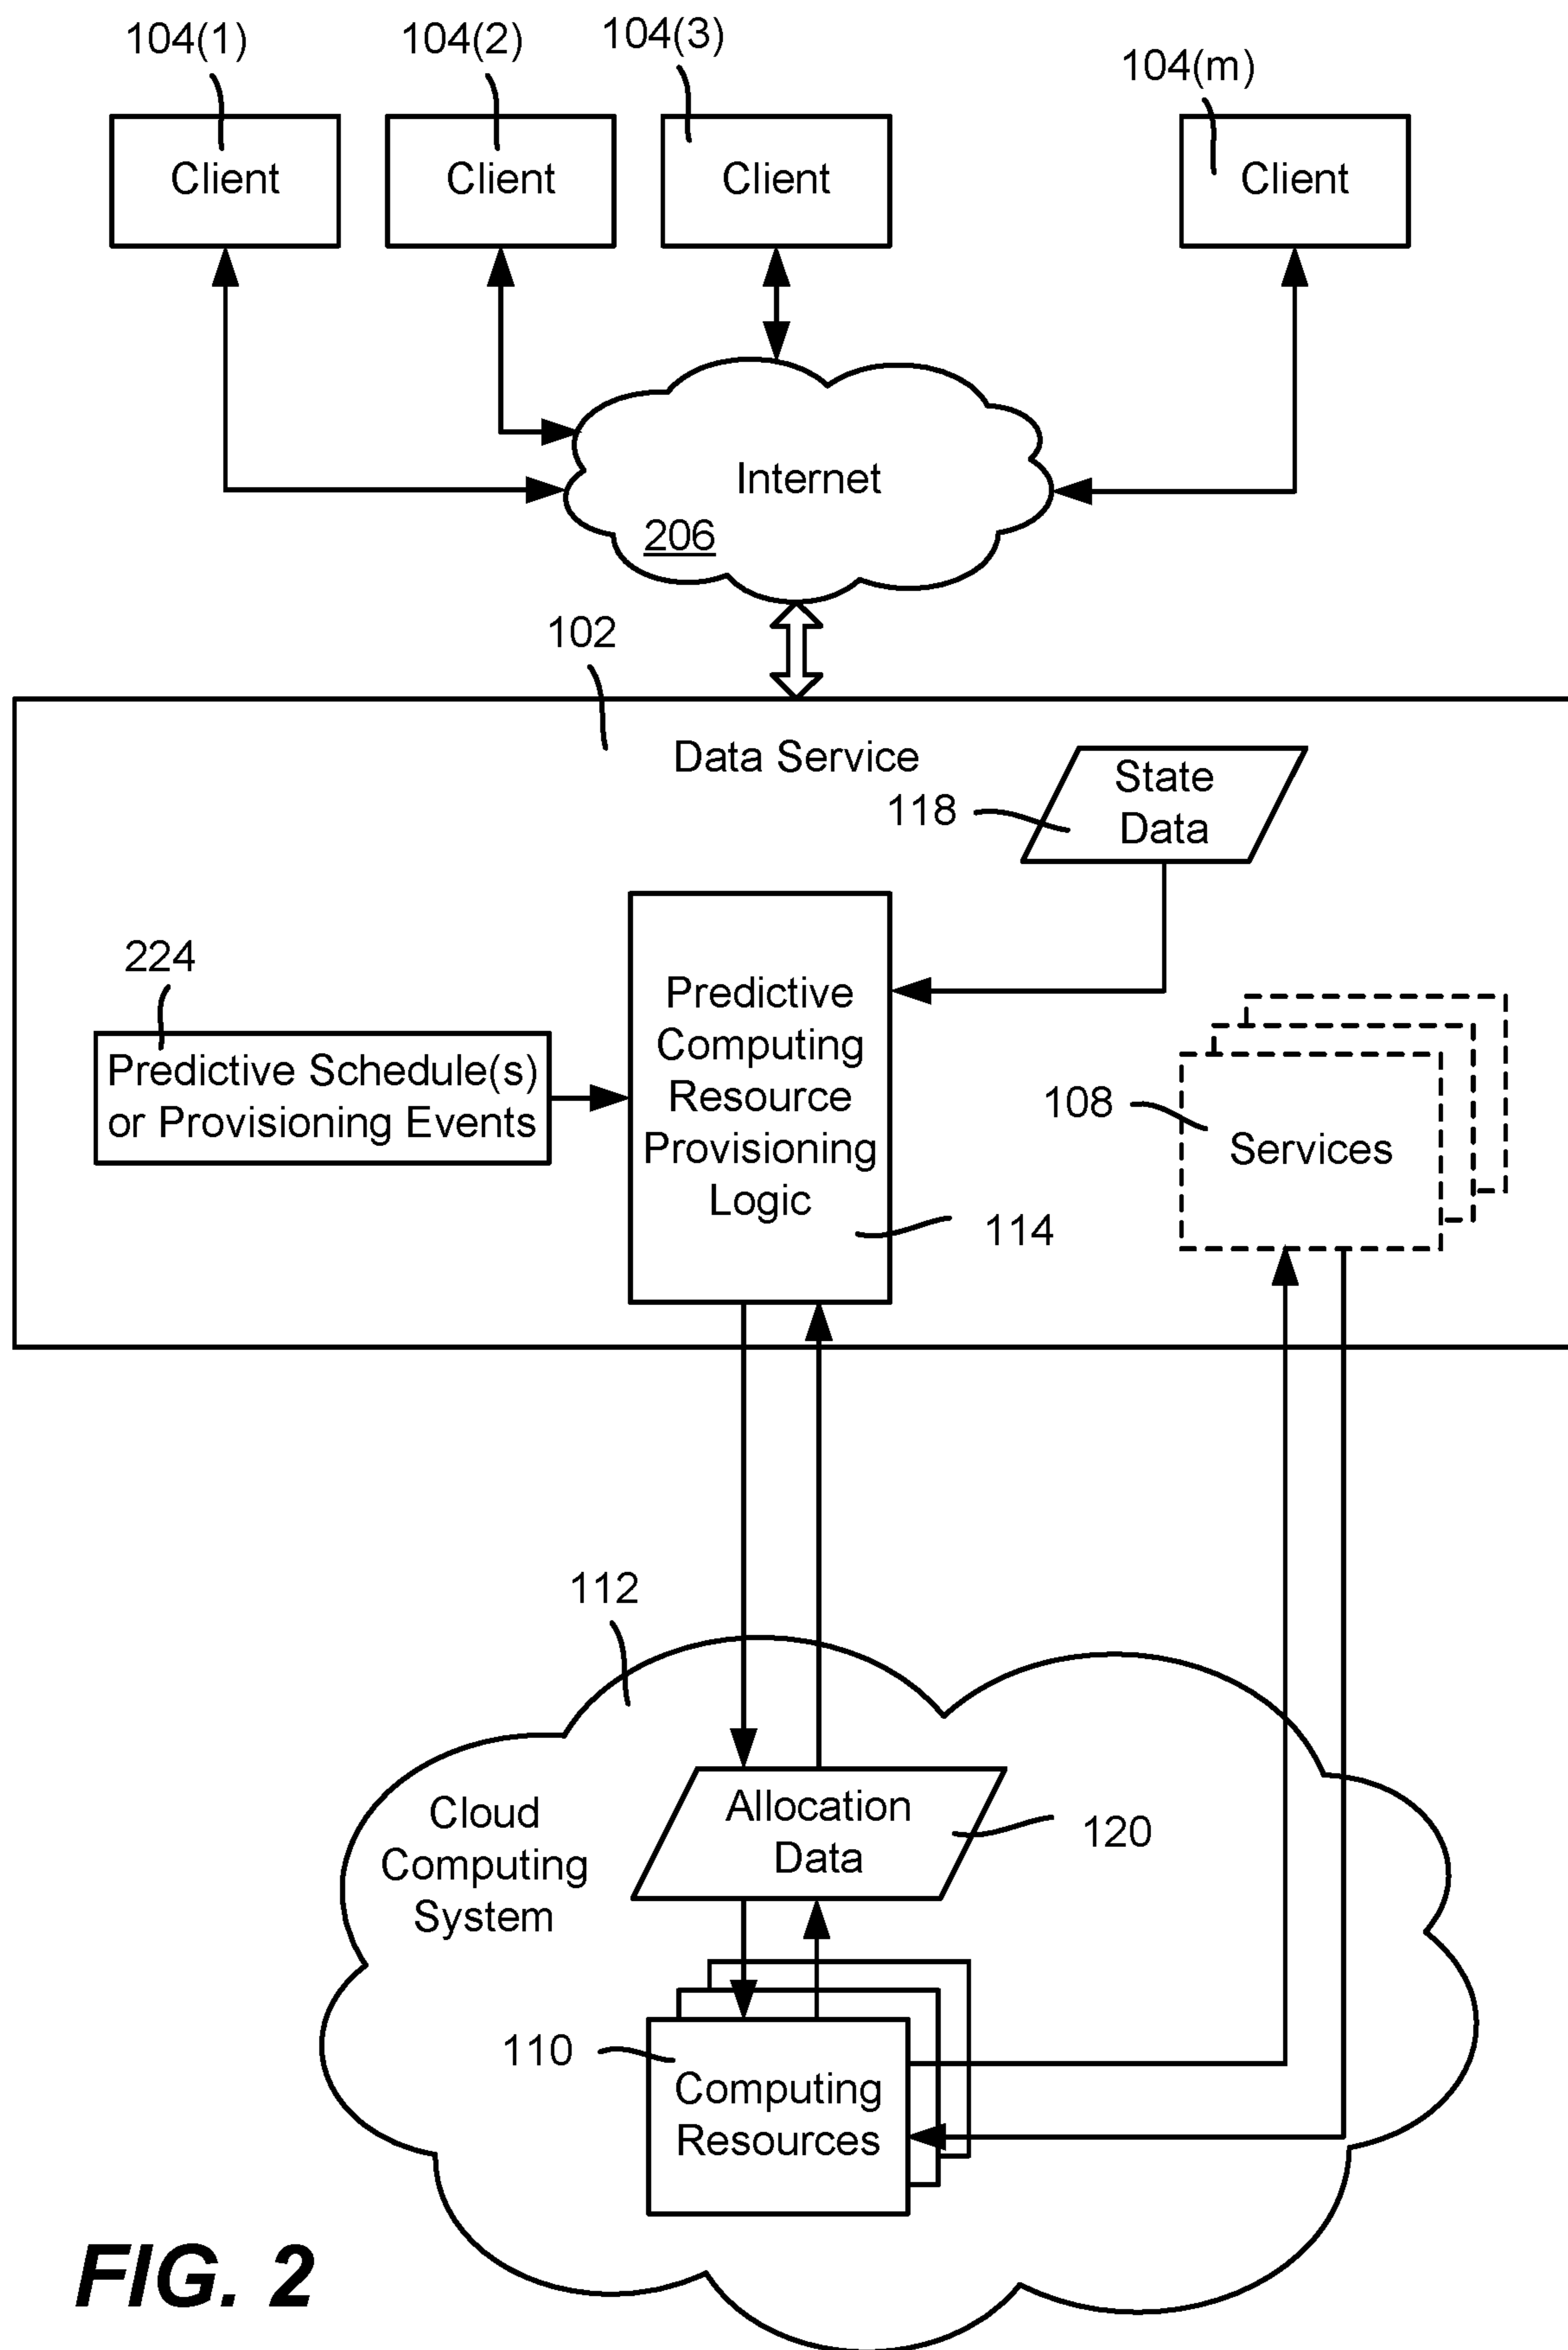 104(1)
104(2)
104(3)
104(m)
Client
Client
Client
Client
Internet
206
102
Data Service
State
Data
118
224
Predictive Schedule(s)
or Provisioning Events
Predictive
Computing
Resource
Provisioning
Logic
114
108
Services
112
Cloud
Computing
System
Allocation
Data
120
110
Computing
Resources
FIG. 2